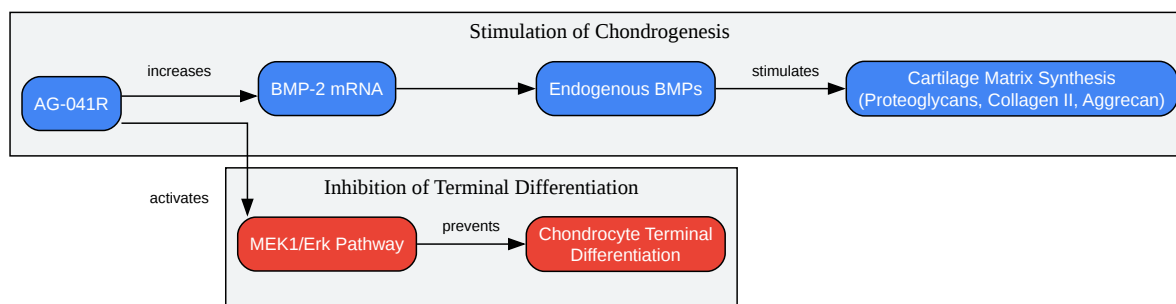 Stimulation of Chondrogenesis
AG-041R
increases
BMP-2 mRNA
Endogenous BMPs
stimulates
Cartilage Matrix Synthesis
(Proteoglycans, Collagen II, Aggrecan)
activates
Inhibition of Terminal Differentiation
MEK1/Erk Pathway
prevents
Chondrocyte Terminal
Differentiation